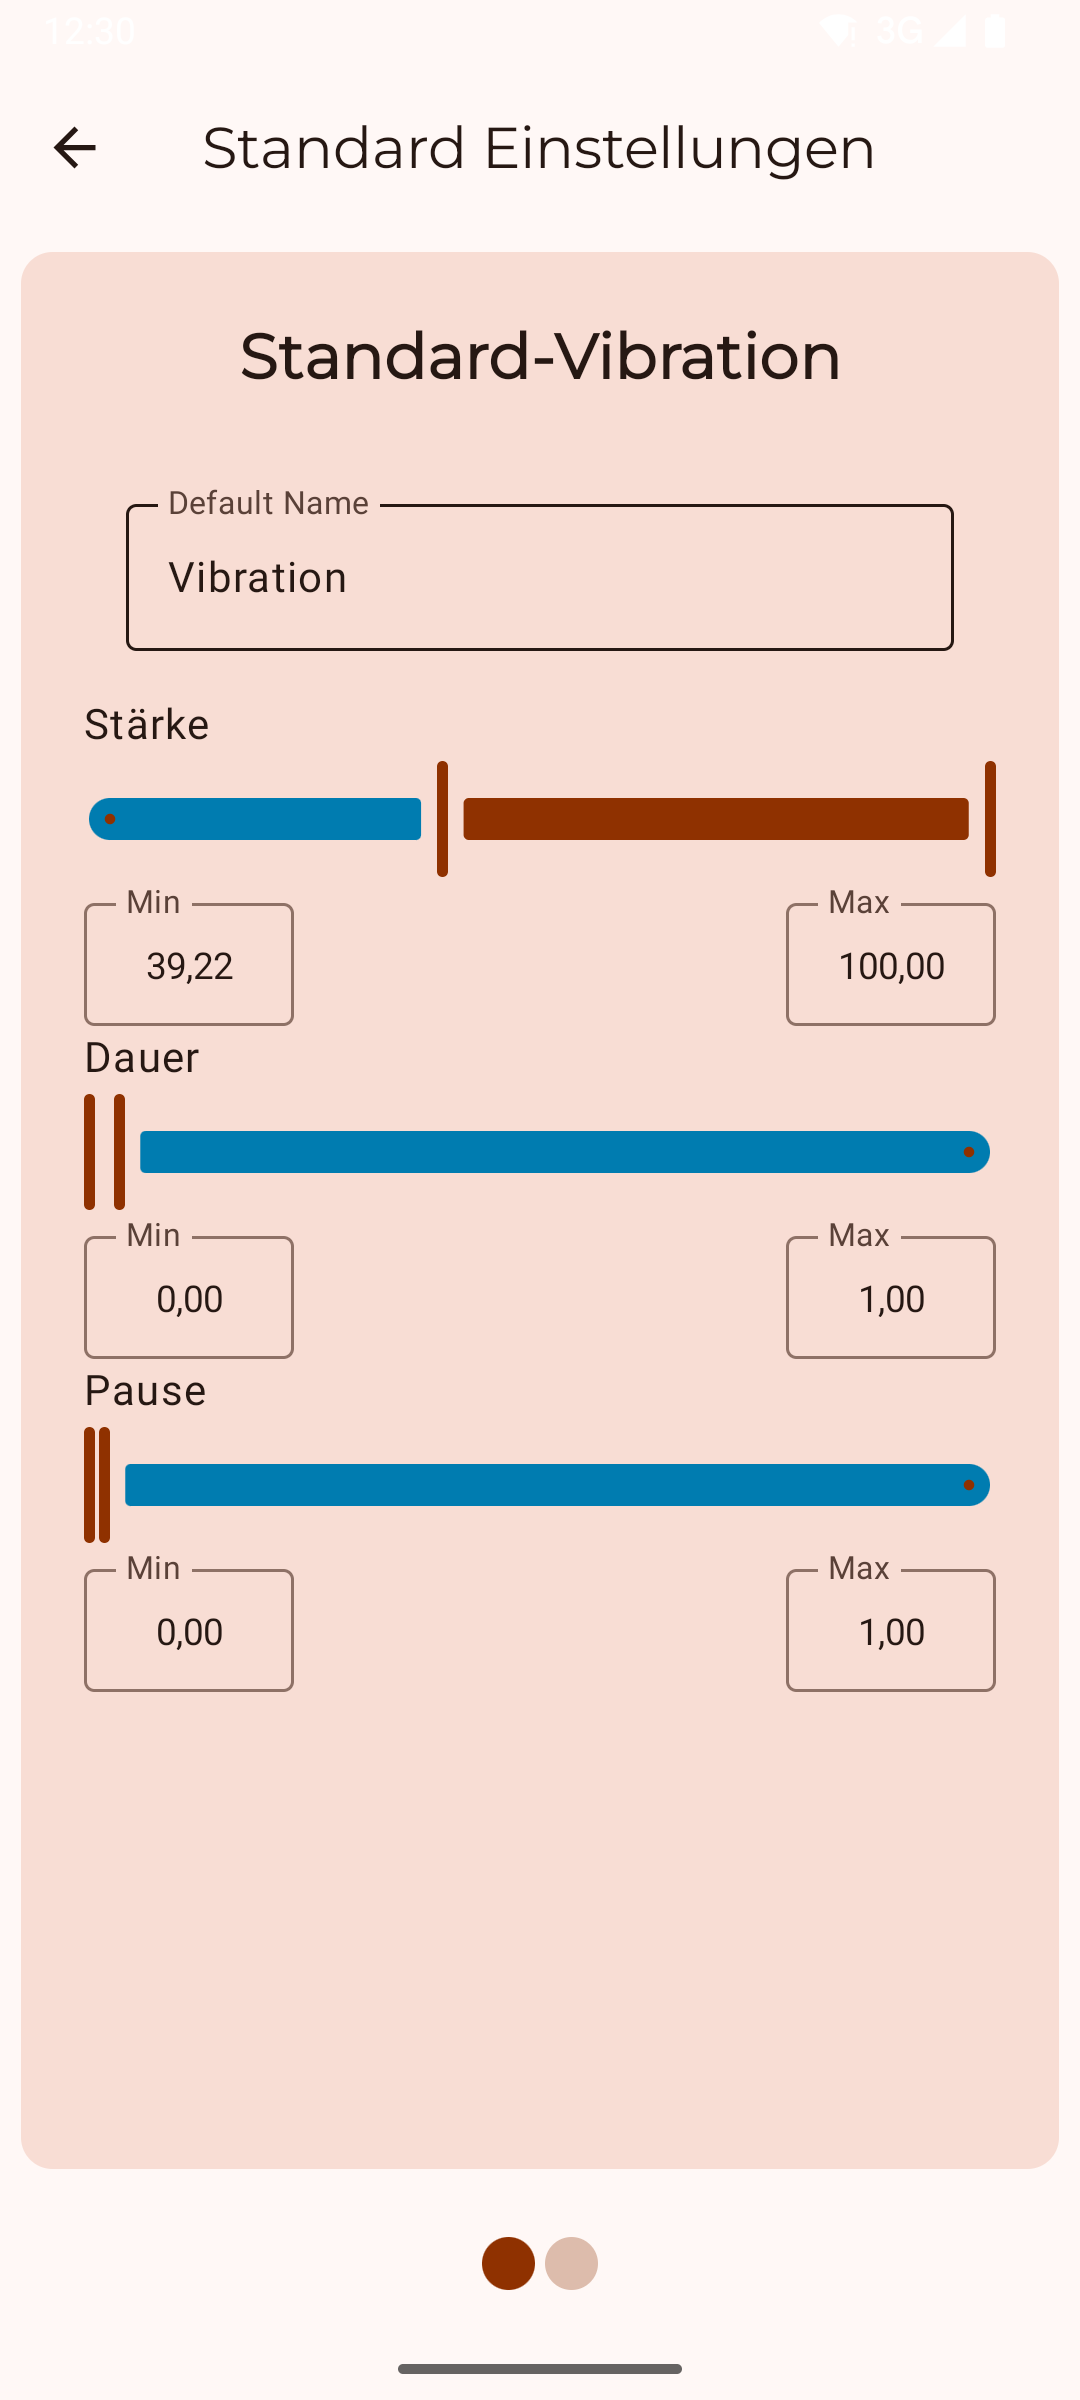 12:30 3G
Standard Einstellungen
Standard-Vibration
Default Name
Vibration
Stärke
Min Max
39,22 100,00
Dauer
Min Max
0,00 1,00
Pause
Min Max
0,00 1,00